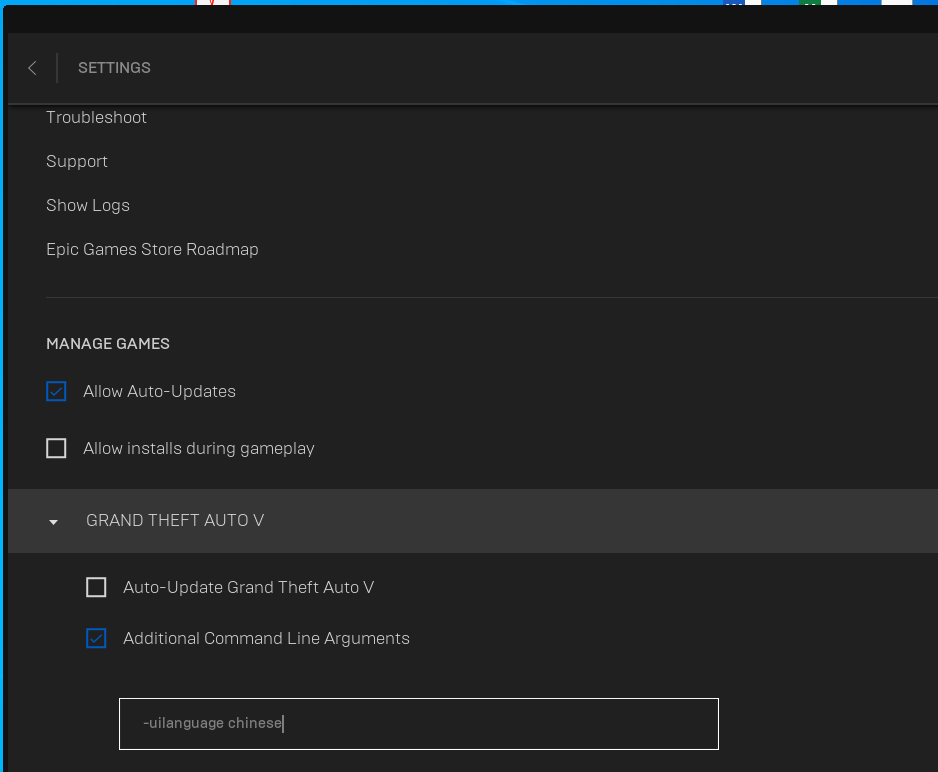 SETTINGS
Troubleshoot
Support
Show Logs
Epic Games Store Roadmap
MANAGE GAMES
Allow Auto-Updates
Allow installs during gameplay
GRAND THEFT AUTO V
Auto-Update Grand Theft Auto V
Additional Command Line Arguments
-uilanguage chinese